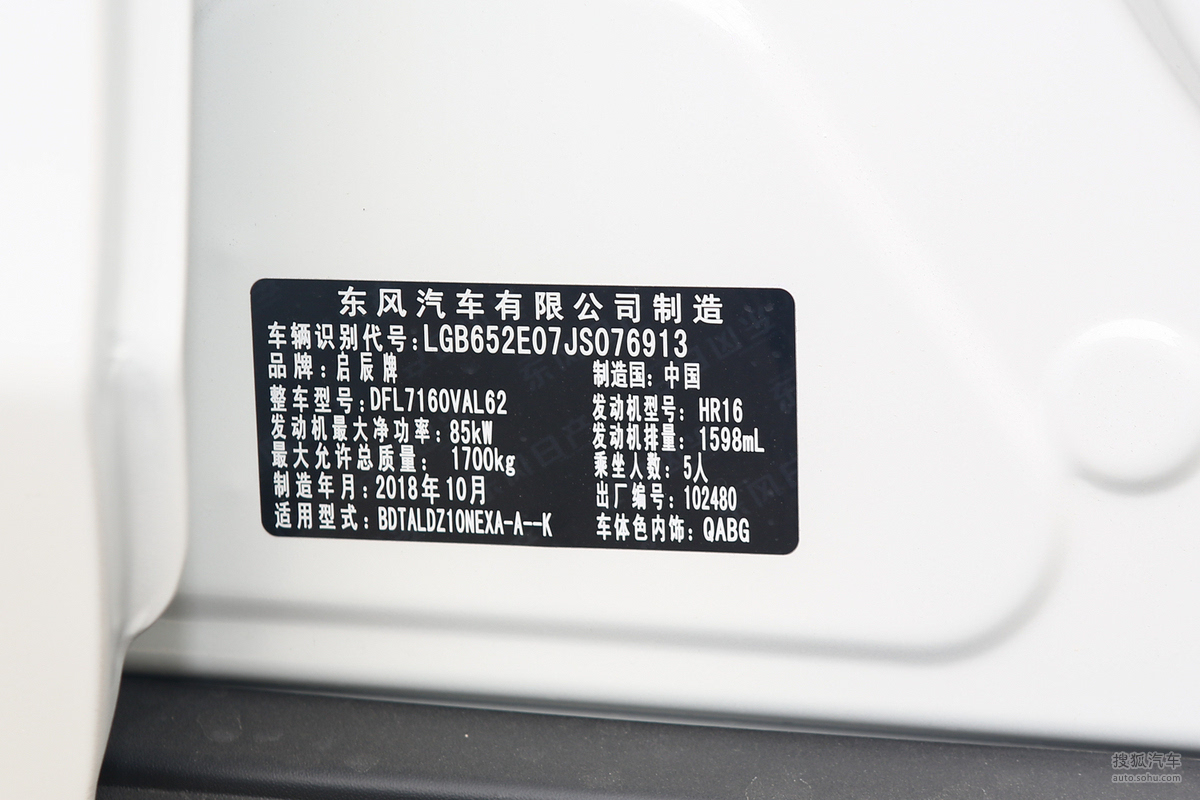 东风汽车有限公司制造
车辆识别代号:LGB652E07JS076913
品牌:启辰牌 制造国:中国
整车型号:DFL7160VAL62 发动机型号:HR16
发动机最大净功率:85kW 发动机排量:1598mL
最大允许总质量: 1700kg 乘坐人数:5人
制造年月:2018年10月 出厂编号:102480
适用型式:BDTALDZ10NEXA-A--K 车体色内饰:QABG
搜狐汽车
auto.sohu.com